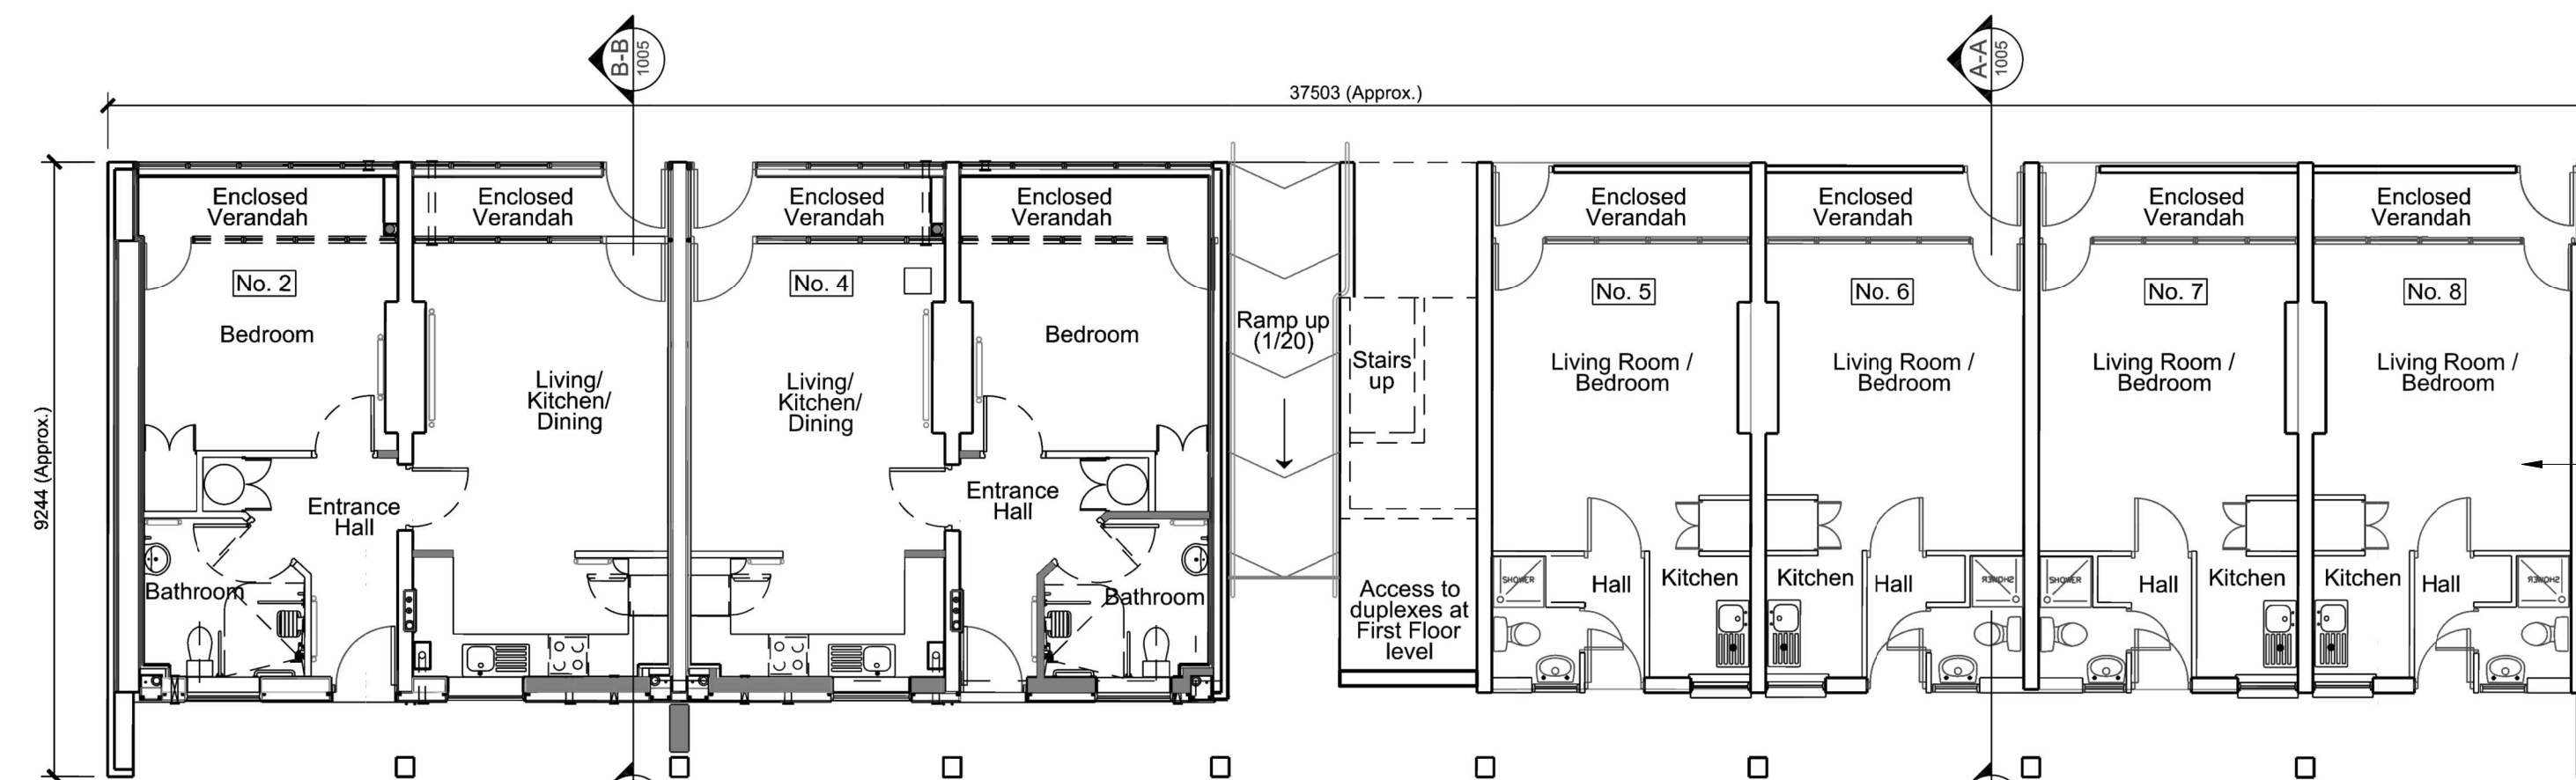 B-B
1005
A-A
1005
37503 (Approx.)
9244 (Approx.)
Enclosed
Verandah
Enclosed
Verandah
Enclosed
Verandah
Enclosed
Verandah
Enclosed
Verandah
Enclosed
Verandah
Enclosed
Verandah
Enclosed
Verandah
No. 2
No. 4
No. 5
No. 6
No. 7
No. 8
Bedroom
Living/
Kitchen/
Dining
Living/
Kitchen/
Dining
Bedroom
Ramp up
(1/20)
Stairs
up
Living Room /
Bedroom
Living Room /
Bedroom
Living Room /
Bedroom
Living Room /
Bedroom
Entrance
Hall
Entrance
Hall
Bathroom
Bathroom
Access to
duplexes at
First Floor
level
SHOWER
Hall
Kitchen
Kitchen
Hall
SHOWER
SHOWER
Hall
Kitchen
Kitchen
Hall
SHOWER